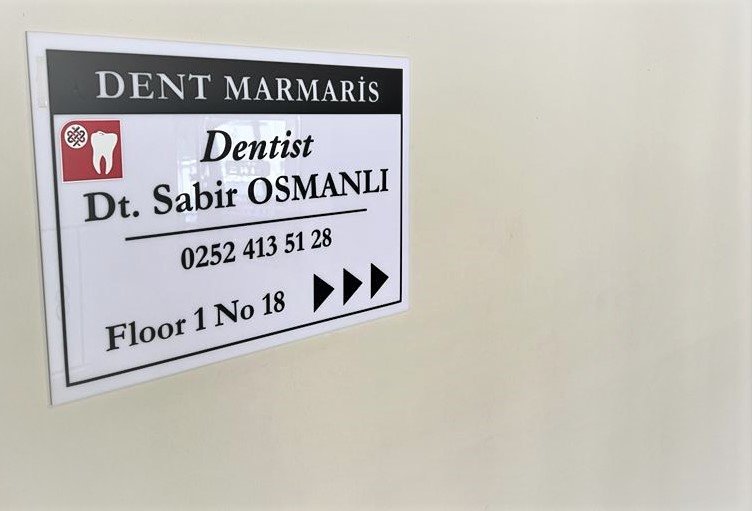 DENT MARMARİS
Dentist
Dt. Sabir OSMANLI
0252 413 51 28
Floor 1 No 18